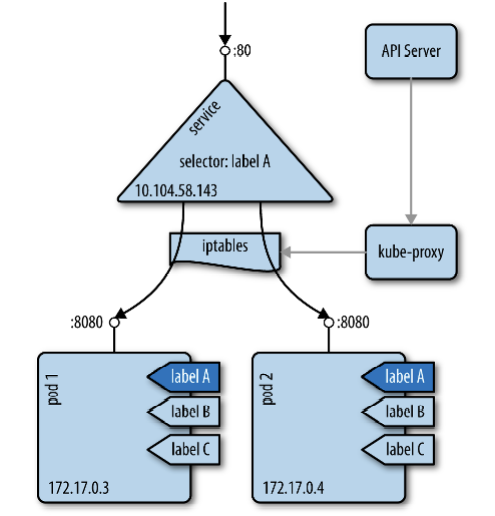 :80
API Server
service
selector: label A
10.104.58.143
iptables
kube-proxy
:8080
:8080
pod 1
label A
label B
label C
172.17.0.3
pod 2
label A
label B
label C
172.17.0.4